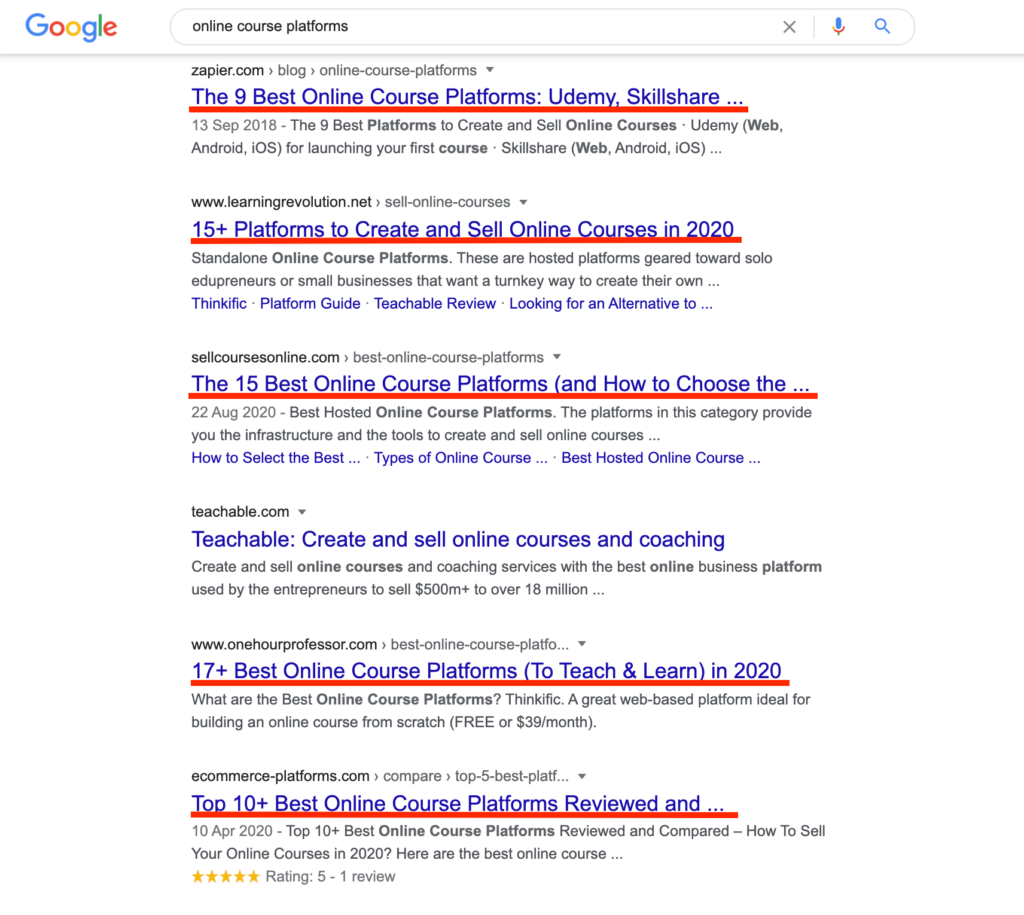 Google
online course platforms
zapier.com › blog › online-course-platforms
The 9 Best Online Course Platforms: Udemy, Skillshare ...
13 Sep 2018 - The 9 Best Platforms to Create and Sell Online Courses · Udemy (Web,
Android, iOS) for launching your first course · Skillshare (Web, Android, iOS) ...
www.learningrevolution.net › sell-online-courses
15+ Platforms to Create and Sell Online Courses in 2020
Standalone Online Course Platforms. These are hosted platforms geared toward solo
edupreneurs or small businesses that want a turnkey way to create their own ...
Thinkific · Platform Guide · Teachable Review · Looking for an Alternative to ...
sellcoursesonline.com › best-online-course-platforms
The 15 Best Online Course Platforms (and How to Choose the ...
22 Aug 2020 - Best Hosted Online Course Platforms. The platforms in this category provide
you the infrastructure and the tools to create and sell online courses ...
How to Select the Best ... · Types of Online Course ... · Best Hosted Online Course ...
teachable.com
Teachable: Create and sell online courses and coaching
Create and sell online courses and coaching services with the best online business platform
used by the entrepreneurs to sell $500m+ to over 18 million ...
www.onehourprofessor.com › best-online-course-platfo...
17+ Best Online Course Platforms (To Teach & Learn) in 2020
What are the Best Online Course Platforms? Thinkific. A great web-based platform ideal for
building an online course from scratch (FREE or $39/month).
ecommerce-platforms.com › compare › top-5-best-platf...
Top 10+ Best Online Course Platforms Reviewed and ...
10 Apr 2020 - Top 10+ Best Online Course Platforms Reviewed and Compared – How To Sell
Your Online Courses in 2020? Here are the best online course ...
Rating: 5 - 1 review